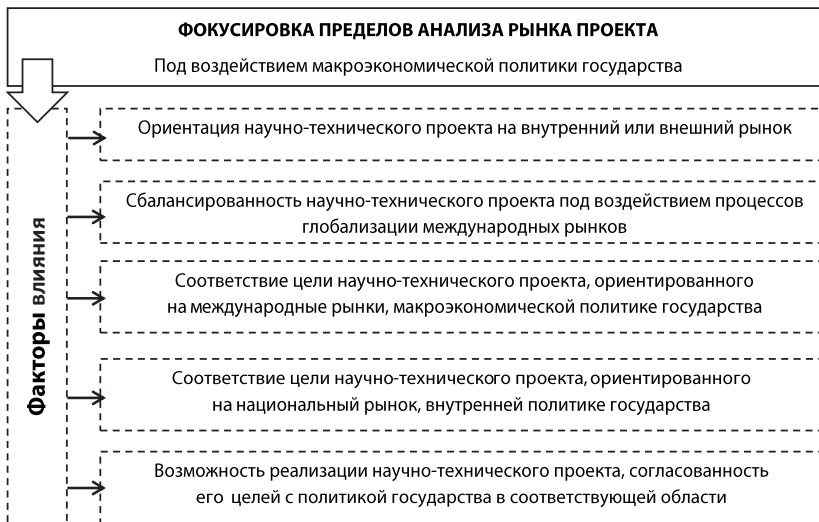 ФОКУСИРОВКА ПРЕДЕЛОВ АНАЛИЗА РЫНКА ПРОЕКТА
Под воздействием макроэкономической политики государства
Факторы влияния
Ориентация научно-технического проекта на внутренний или внешний рынок
Сбалансированность научно-технического проекта под воздействием процессов
глобализации международных рынков
Соответствие цели научно-технического проекта, ориентированного
на международные рынки, макроэкономической политике государства
Соответствие цели научно-технического проекта, ориентированного
на национальный рынок, внутренней политике государства
Возможность реализации научно-технического проекта, согласованность
его целей с политикой государства в соответствующей области